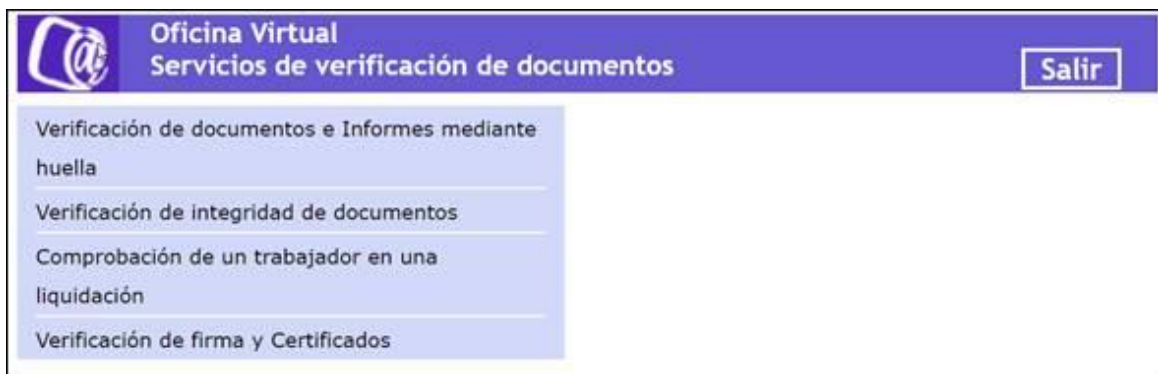 Oficina Virtual
Servicios de verificación de documentos
Salir
Verificación de documentos e Informes mediante
huella
Verificación de integridad de documentos
Comprobación de un trabajador en una
liquidación
Verificación de firma y Certificados